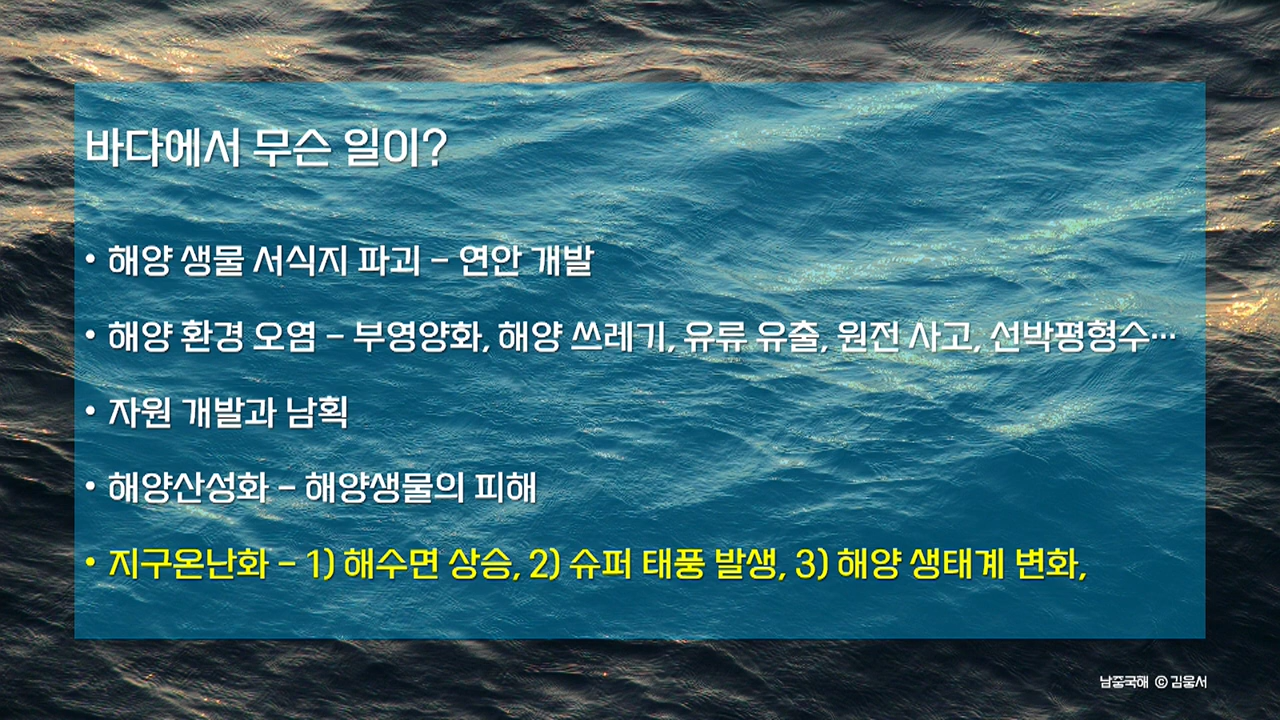 바다에서 무슨 일이?
• 해양 생물 서식지 파괴 – 연안 개발
• 해양 환경 오염 – 부영양화, 해양 쓰레기, 유류 유출, 원전 사고, 선박평형수…
• 자원 개발과 남획
• 해양산성화 – 해양생물의 피해
• 지구온난화 – 1) 해수면 상승, 2) 슈퍼 태풍 발생, 3) 해양 생태계 변화,
남중국해 © 김웅서